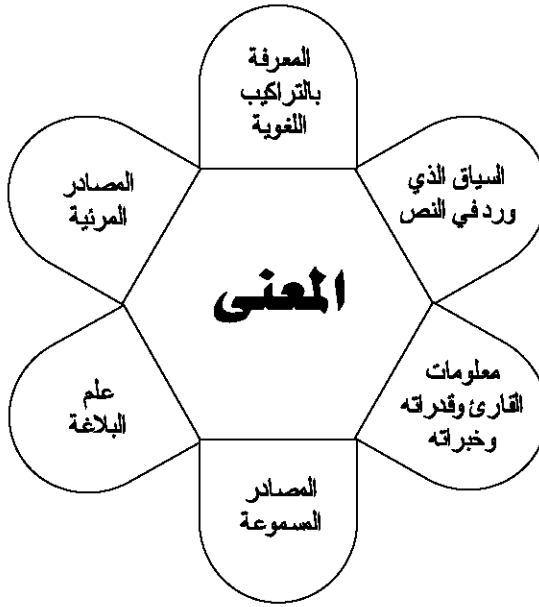 المعرفة
بالتراكيب
اللغوية
السياق الذي
ورد في النص
المصادر
المرئية
المعنى
معلومات
القارئ وقدراته
وخبراته
علم
البلاغة
المصادر
المسموعة